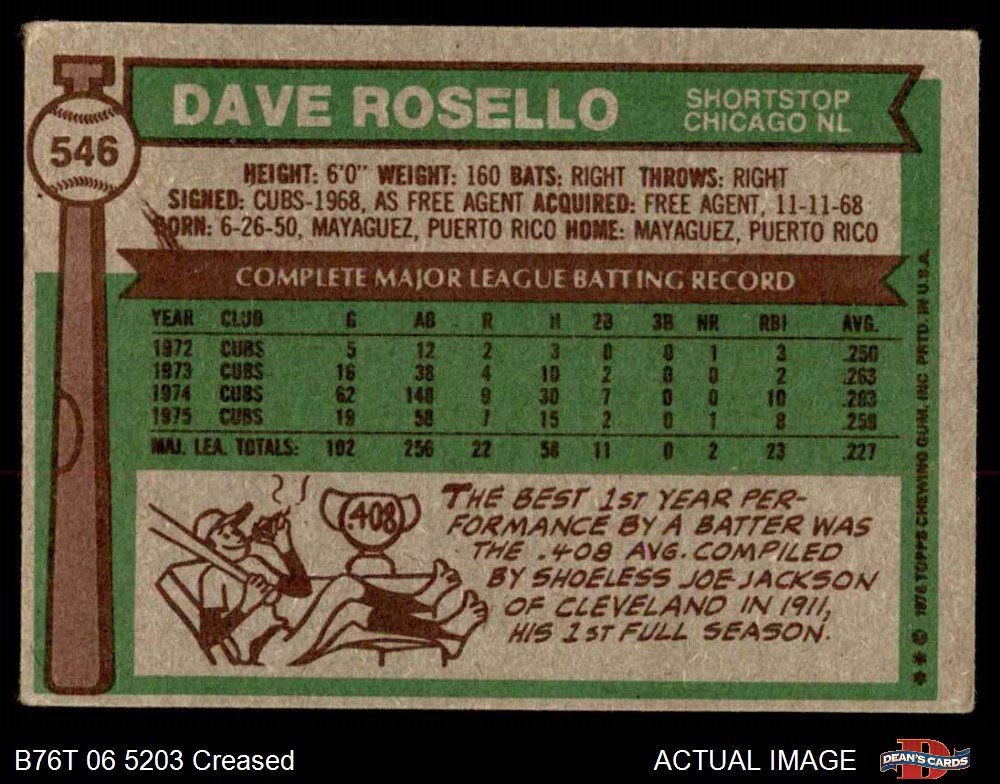 546
DAVE ROSELLO
SHORTSTOP
CHICAGO NL
HEIGHT: 6'0" WEIGHT: 160 BATS: RIGHT THROWS: RIGHT
SIGNED: CUBS-1968, AS FREE AGENT ACQUIRED: FREE AGENT, 11-11-68
BORN: 6-26-50, MAYAGUEZ, PUERTO RICO HOME: MAYAGUEZ, PUERTO RICO
COMPLETE MAJOR LEAGUE BATTING RECORD
YEAR CLUB G AB R H 2B 3B HR RBI AVG.
1972 CUBS 5 12 2 3 0 0 1 3 .250
1973 CUBS 16 38 4 10 2 0 0 2 .263
1974 CUBS 62 148 9 30 7 0 0 10 .203
1975 CUBS 19 58 7 15 2 0 1 8 .259
MAJ. LEA. TOTALS: 102 256 22 58 11 0 2 23 .227
.408
THE BEST 1ST YEAR PER-
FORMANCE BY A BATTER WAS
THE .408 AVG. COMPILED
BY SHOELESS JOE JACKSON
OF CLEVELAND IN 1911,
HIS 1ST FULL SEASON.
** © 1976 TOPPS CHEWING GUM, INC. PRTD. IN U.S.A.
B76T 06 5203 Creased
ACTUAL IMAGE
D
DEAN'S CARDS